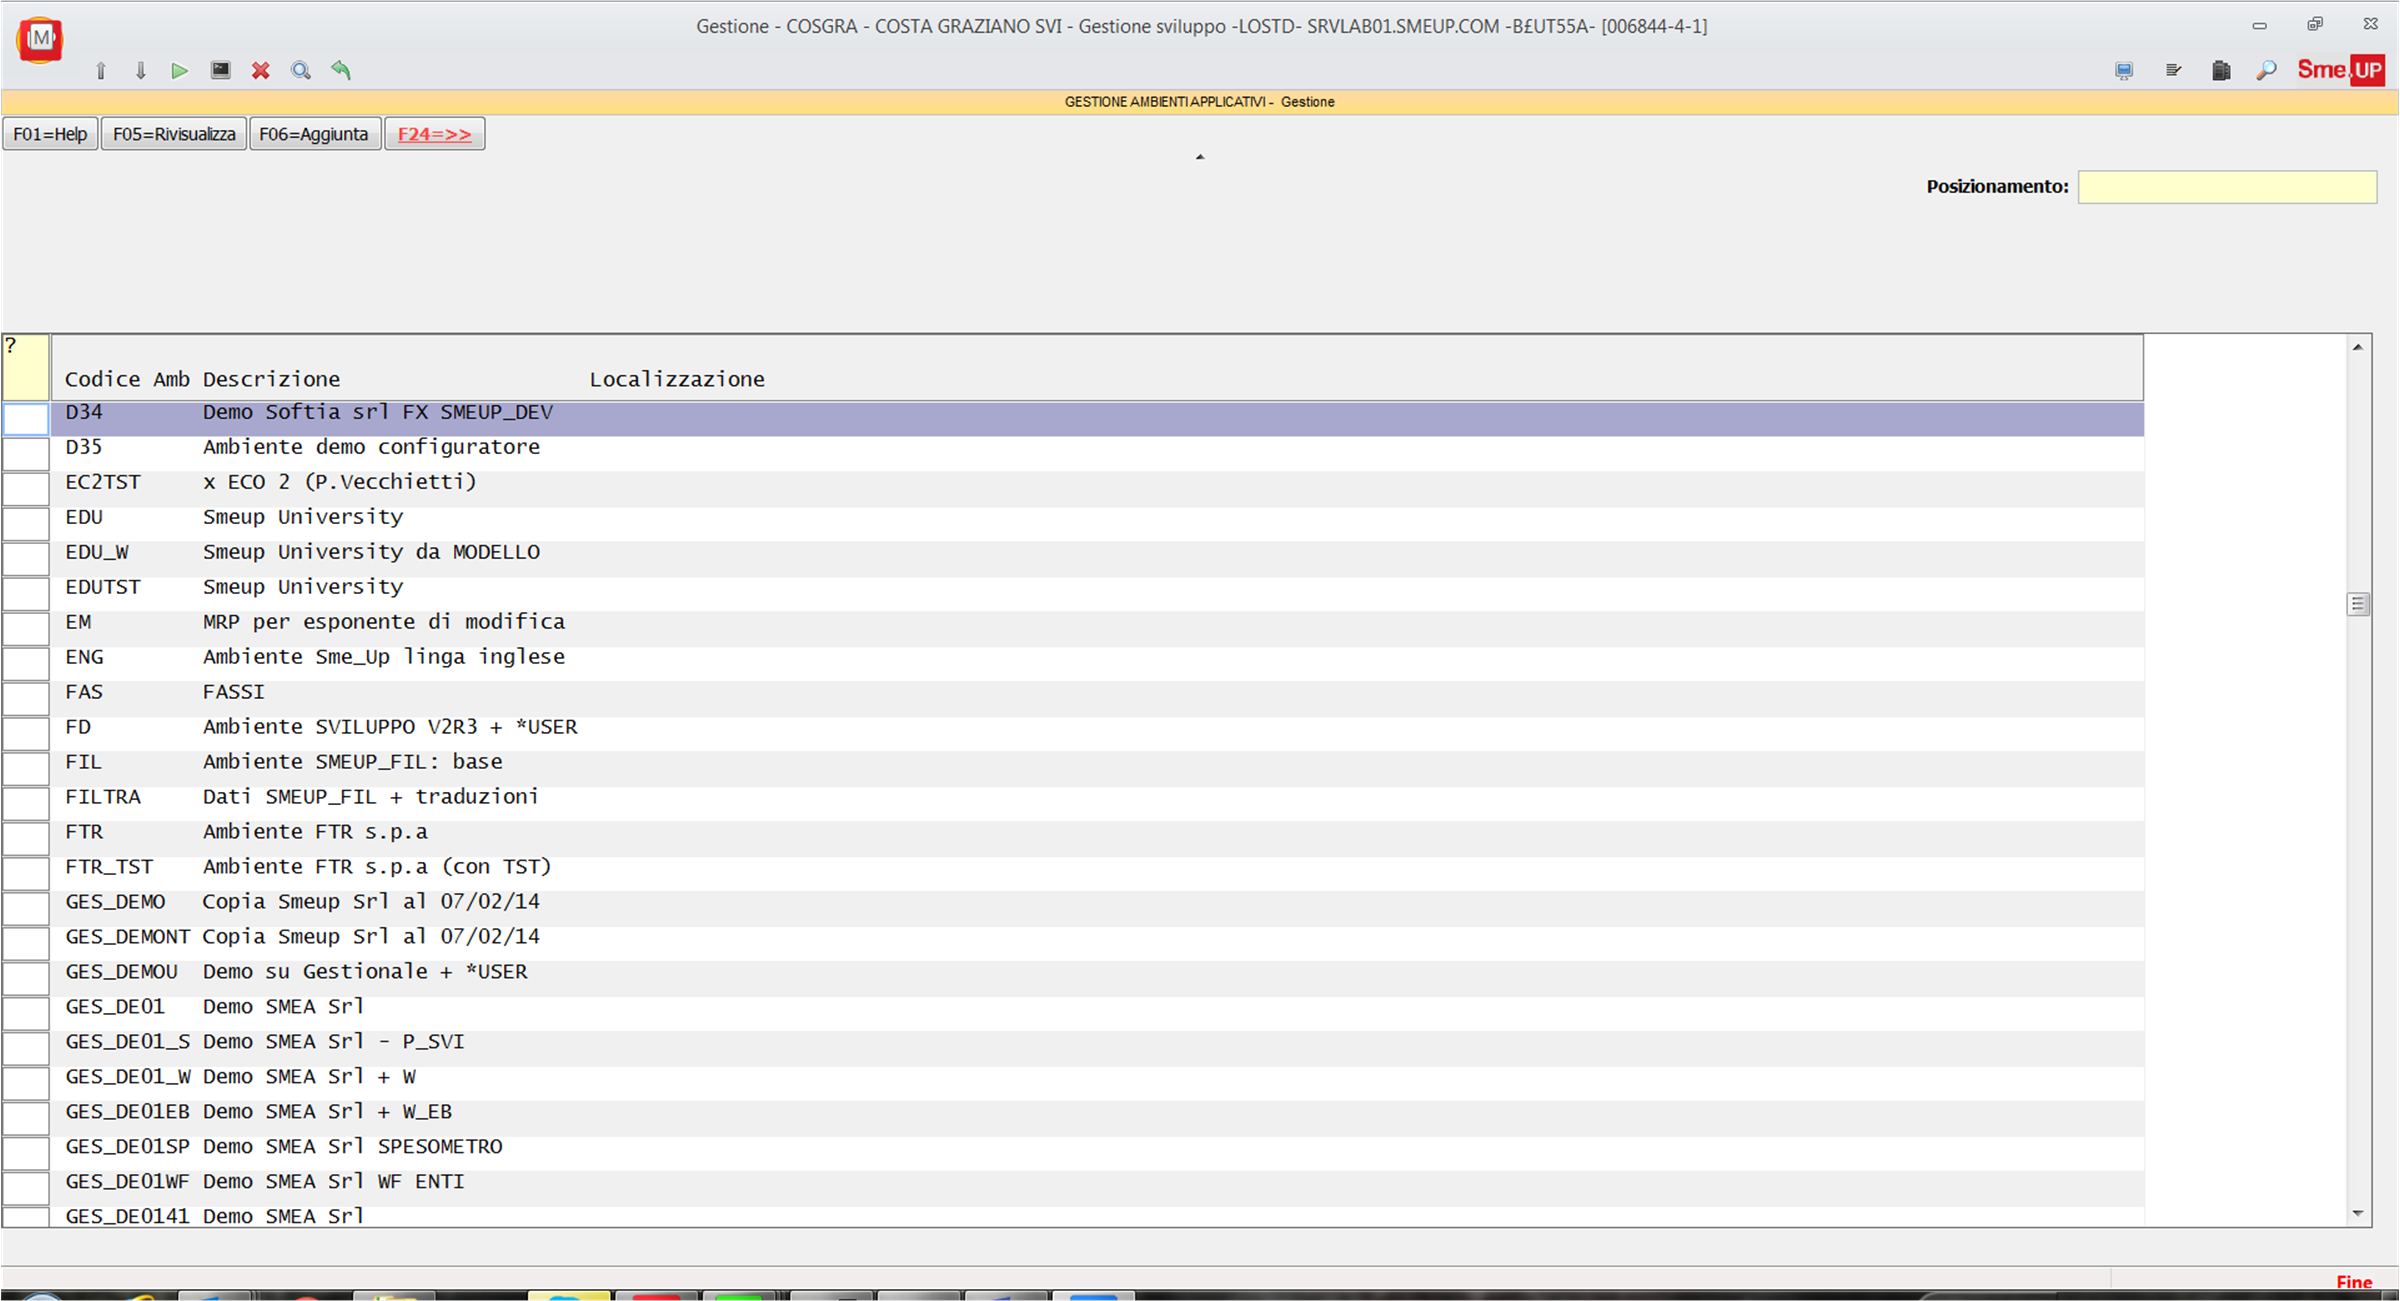 Gestione - COSGRA - COSTA GRAZIANO SVI - Gestione sviluppo -LOSTD- SRVLAB01.SMEUP.COM -B£UT55A- [006844-4-1]
M
Sme.UP
GESTIONE AMBIENTI APPLICATIVI - Gestione
F01=Help F05=Rivisualizza F06=Aggiunta F24=>>
Posizionamento:
?
Codice Amb Descrizione Localizzazione
D34 Demo Softia srl FX SMEUP_DEV
D35 Ambiente demo configuratore
EC2TST x ECO 2 (P.Vecchietti)
EDU Smeup University
EDU_W Smeup University da MODELLO
EDUTST Smeup University
EM MRP per esponente di modifica
ENG Ambiente Sme_Up linga inglese
FAS FASSI
FD Ambiente SVILUPPO V2R3 + *USER
FIL Ambiente SMEUP_FIL: base
FILTRA Dati SMEUP_FIL + traduzioni
FTR Ambiente FTR s.p.a
FTR_TST Ambiente FTR s.p.a (con TST)
GES_DEMO Copia Smeup Srl al 07/02/14
GES_DEMONT Copia Smeup Srl al 07/02/14
GES_DEMOU Demo su Gestionale + *USER
GES_DE01 Demo SMEA Srl
GES_DE01_S Demo SMEA Srl - P_SVI
GES_DE01_W Demo SMEA Srl + W
GES_DE01EB Demo SMEA Srl + W_EB
GES_DE01SP Demo SMEA Srl SPESOMETRO
GES_DE01WF Demo SMEA Srl WF ENTI
GES_DE0141 Demo SMEA Srl
Fine